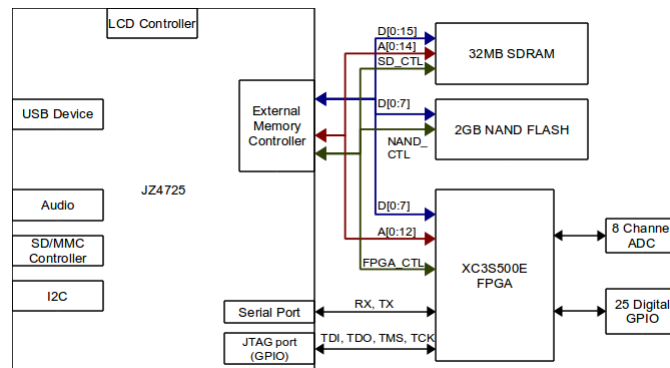 LCD Controller
D[0:15]
A[0:14]
SD_CTL
32MB SDRAM
USB Device
External
Memory
Controller
D[0:7]
NAND_
CTL
2GB NAND FLASH
JZ4725
Audio
D[0:7]
A[0:12]
FPGA_CTL
XC3S500E
FPGA
8 Channel
ADC
SD/MMC
Controller
I2C
25 Digital
GPIO
Serial Port
RX, TX
JTAG port
(GPIO)
TDI, TDO, TMS, TCK